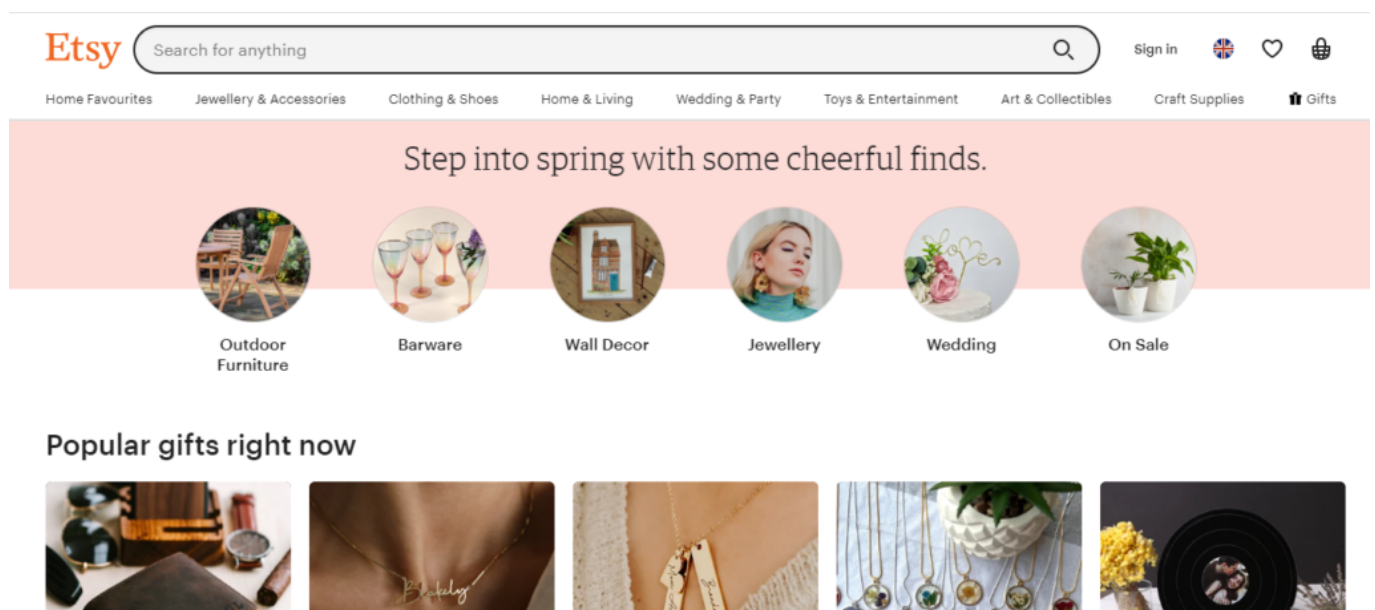 Etsy
Search for anything
Sign in
Home Favourites
Jewellery & Accessories
Clothing & Shoes
Home & Living
Wedding & Party
Toys & Entertainment
Art & Collectibles
Craft Supplies
Gifts
Step into spring with some cheerful finds.
Outdoor
Furniture
Barware
Wall Decor
Jewellery
Wedding
On Sale
Popular gifts right now
Blakely